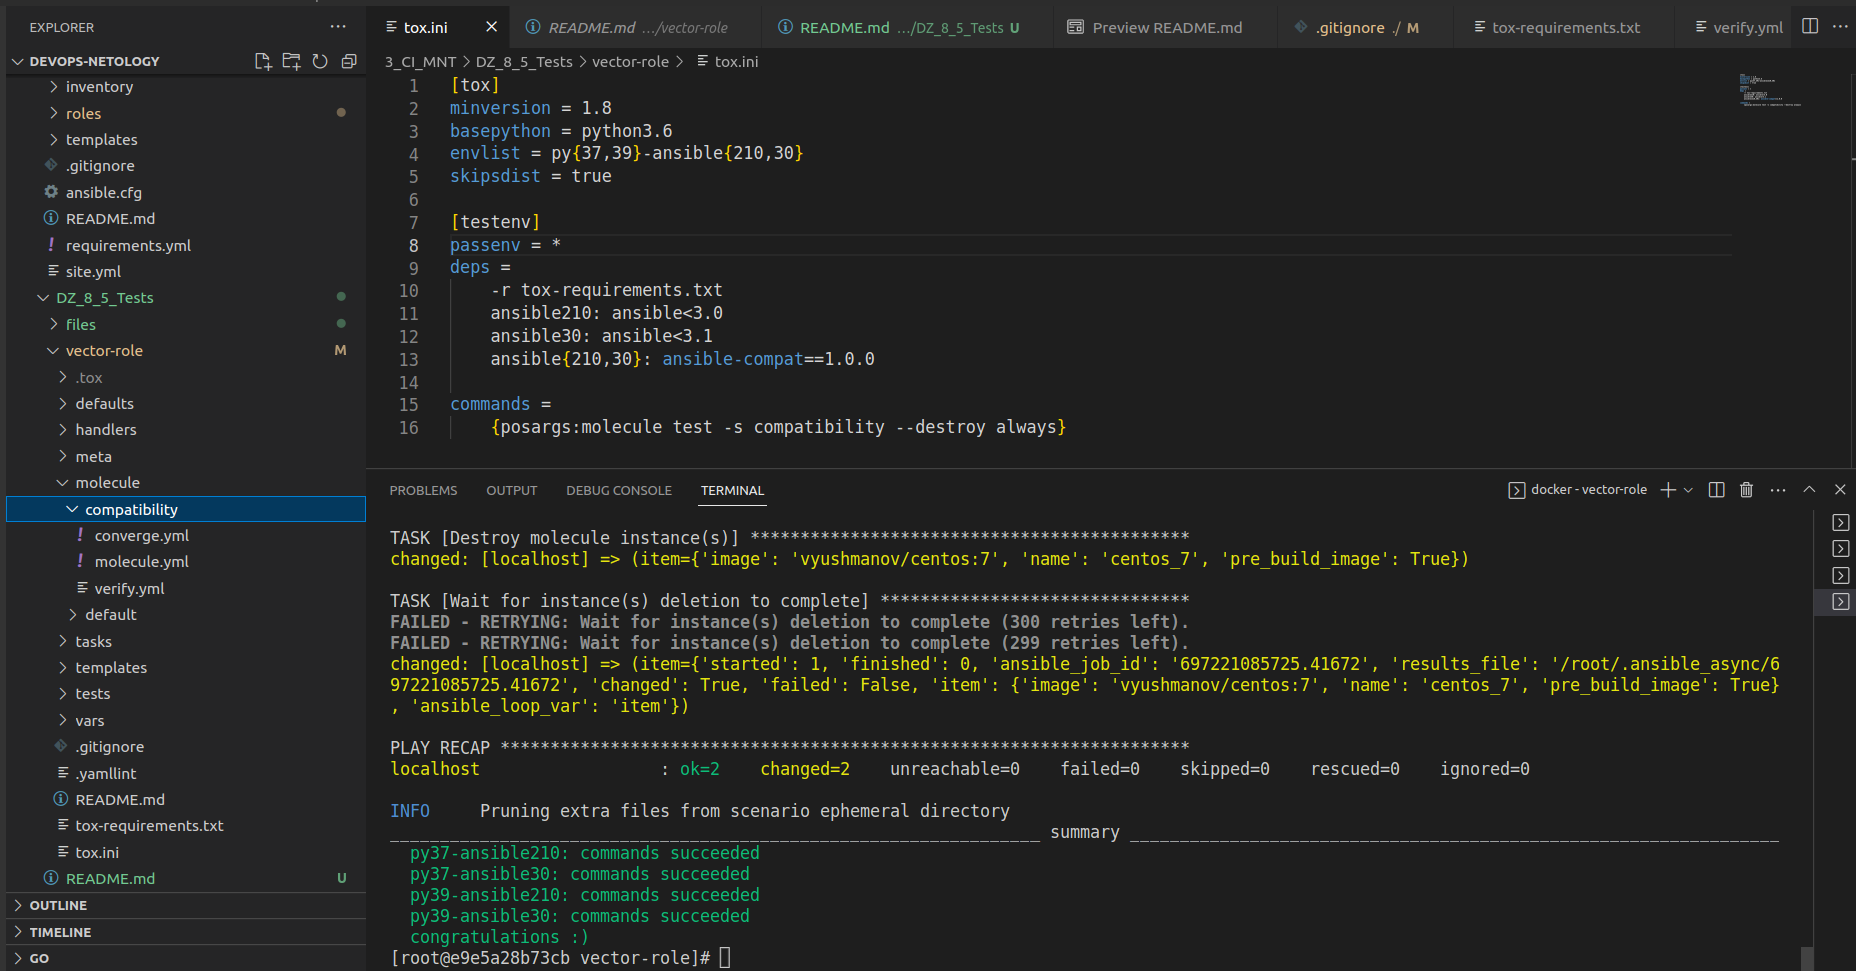 EXPLORER
DEVOPS-NETOLOGY
inventory
roles
templates
.gitignore
ansible.cfg
README.md
requirements.yml
site.yml
DZ_8_5_Tests
files
vector-role M
.tox
defaults
handlers
meta
molecule
compatibility
converge.yml
molecule.yml
verify.yml
default
tasks
templates
tests
vars
.gitignore
.yamllint
README.md
tox-requirements.txt
tox.ini
README.md U
OUTLINE
TIMELINE
GO
tox.ini README.md .../vector-role README.md .../DZ_8_5_Tests U Preview README.md .gitignore ./ M tox-requirements.txt verify.yml
3_CI_MNT > DZ_8_5_Tests > vector-role > tox.ini
1 [tox]
2 minversion = 1.8
3 basepython = python3.6
4 envlist = py{37,39}-ansible{210,30}
5 skipsdist = true
6
7 [testenv]
8 passenv = *
9 deps =
10 -r tox-requirements.txt
11 ansible210: ansible<3.0
12 ansible30: ansible<3.1
13 ansible{210,30}: ansible-compat==1.0.0
14
15 commands =
16 {posargs:molecule test -s compatibility --destroy always}
PROBLEMS OUTPUT DEBUG CONSOLE TERMINAL docker - vector-role
TASK [Destroy molecule instance(s)] ********************************************
changed: [localhost] => (item={'image': 'vyushmanov/centos:7', 'name': 'centos_7', 'pre_build_image': True})
TASK [Wait for instance(s) deletion to complete] *******************************
FAILED - RETRYING: Wait for instance(s) deletion to complete (300 retries left).
FAILED - RETRYING: Wait for instance(s) deletion to complete (299 retries left).
changed: [localhost] => (item={'started': 1, 'finished': 0, 'ansible_job_id': '697221085725.41672', 'results_file': '/root/.ansible_async/6
97221085725.41672', 'changed': True, 'failed': False, 'item': {'image': 'vyushmanov/centos:7', 'name': 'centos_7', 'pre_build_image': True}
, 'ansible_loop_var': 'item'})
PLAY RECAP *********************************************************************
localhost : ok=2 changed=2 unreachable=0 failed=0 skipped=0 rescued=0 ignored=0
INFO Pruning extra files from scenario ephemeral directory
_________________________________________________________________ summary _________________________________________________________________
py37-ansible210: commands succeeded
py37-ansible30: commands succeeded
py39-ansible210: commands succeeded
py39-ansible30: commands succeeded
congratulations :)
[root@e9e5a28b73cb vector-role]#